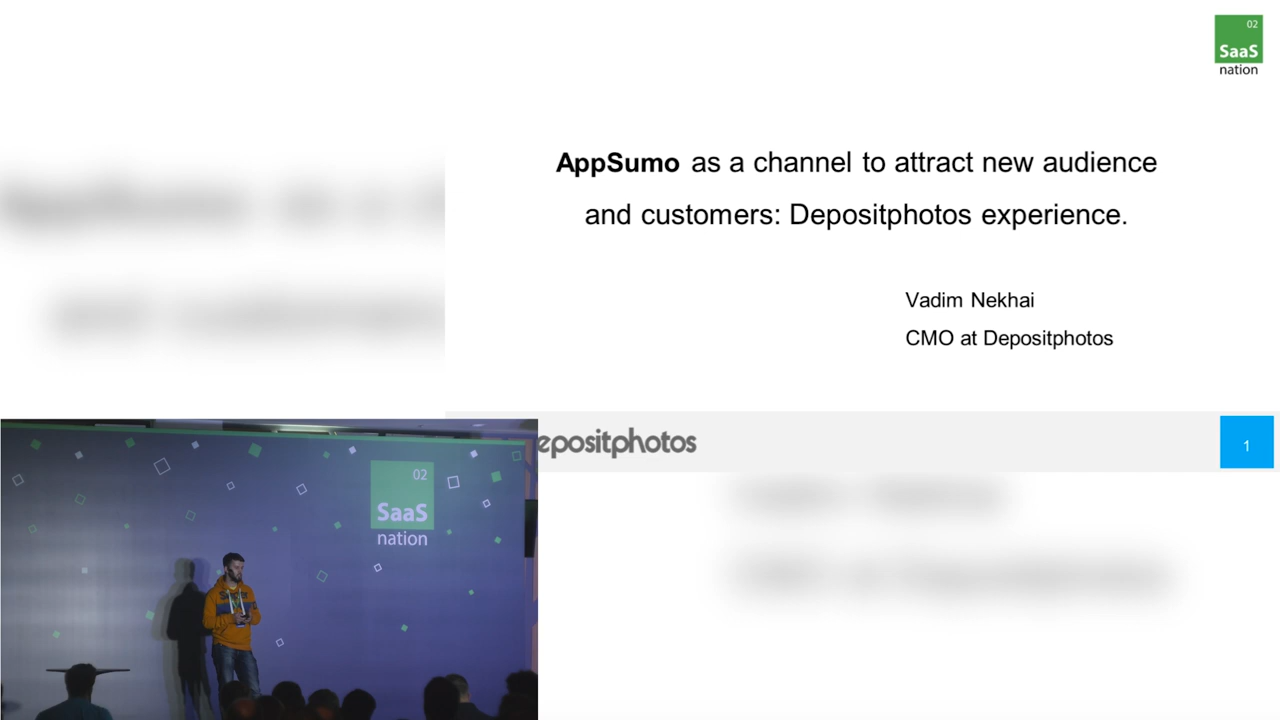 02
SaaS
nation
AppSumo as a channel to attract new audience
and customers: Depositphotos experience.
Vadim Nekhai
CMO at Depositphotos
epositphotos
1
02
SaaS
nation